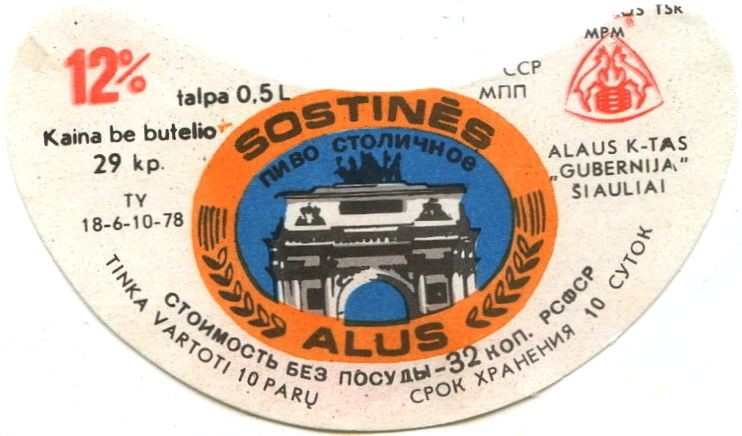 12%
talpa 0,5 L
Kaina be butelio
29 kp.
ТУ
18-6-10-78
SOSTINĖS
ПИВО СТОЛИЧНОЕ
ALUS
TSR
МРМ
ССР
МПП
ALAUS K-TAS
„GUBERNIJA”
ŠIAULIAI
СТОИМОСТЬ БЕЗ ПОСУДЫ-32 КОП. РСФСР
TINKA VARTOTI 10 PARŲ
СРОК ХРАНЕНИЯ 10 СУТОК